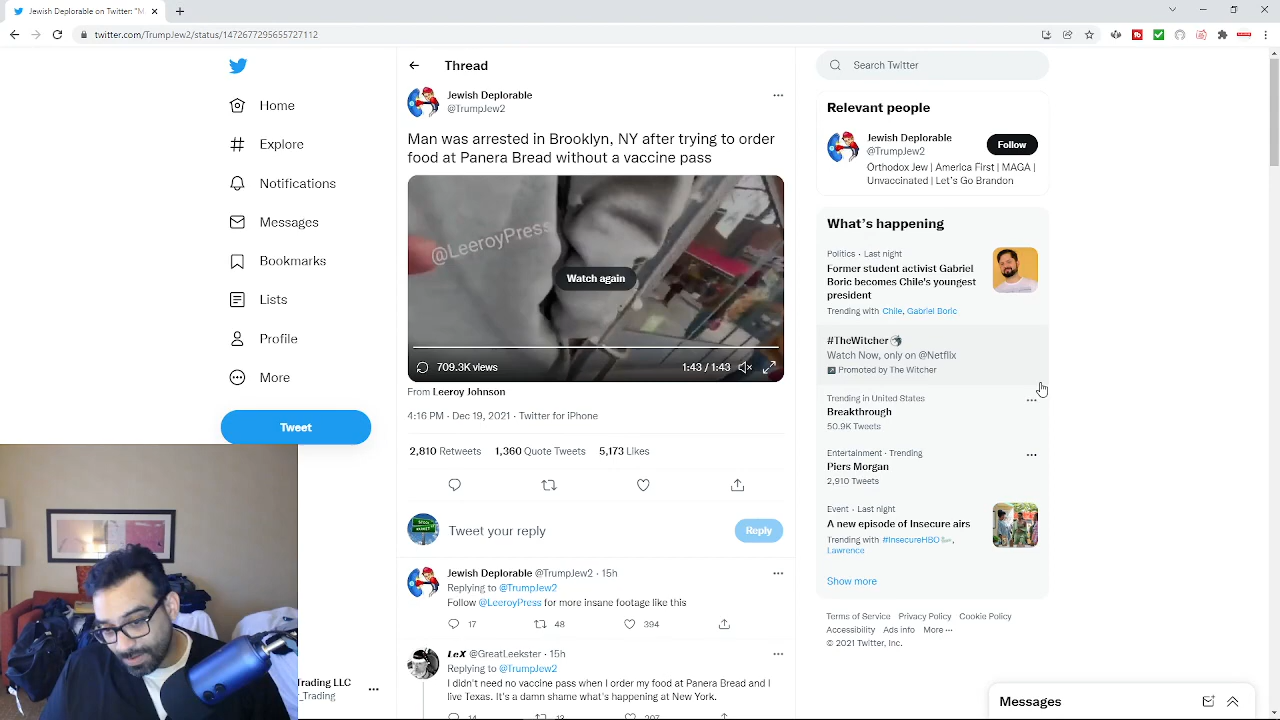 Jewish Deplorable on Twitter: "M
twitter.com/TrumpJew2/status/1472677295655727112
Home
Explore
Notifications
Messages
Bookmarks
Lists
Profile
More
Tweet
Trading LLC
_Trading
Thread
Jewish Deplorable
@TrumpJew2
Man was arrested in Brooklyn, NY after trying to order
food at Panera Bread without a vaccine pass
@LeeroyPress
Watch again
709.3K views
1:43 / 1:43
From Leeroy Johnson
4:16 PM · Dec 19, 2021 · Twitter for iPhone
2,810 Retweets 1,360 Quote Tweets 5,173 Likes
Tweet your reply
Reply
Jewish Deplorable @TrumpJew2 · 15h
Replying to @TrumpJew2
Follow @LeeroyPress for more insane footage like this
17 48 394
LeX @GreatLeekster · 15h
Replying to @TrumpJew2
I didn't need no vaccine pass when I order my food at Panera Bread and I
live Texas. It's a damn shame what's happening at New York.
Search Twitter
Relevant people
Jewish Deplorable
@TrumpJew2
Follow
Orthodox Jew | America First | MAGA |
Unvaccinated | Let's Go Brandon
What's happening
Politics · Last night
Former student activist Gabriel
Boric becomes Chile's youngest
president
Trending with Chile, Gabriel Boric
#TheWitcher
Watch Now, only on @Netflix
Promoted by The Witcher
Trending in United States
Breakthrough
50.9K Tweets
Entertainment · Trending
Piers Morgan
2,910 Tweets
Event · Last night
A new episode of Insecure airs
Trending with #InsecureHBO,
Lawrence
Show more
Terms of Service Privacy Policy Cookie Policy
Accessibility Ads info More ···
© 2021 Twitter, Inc.
Messages